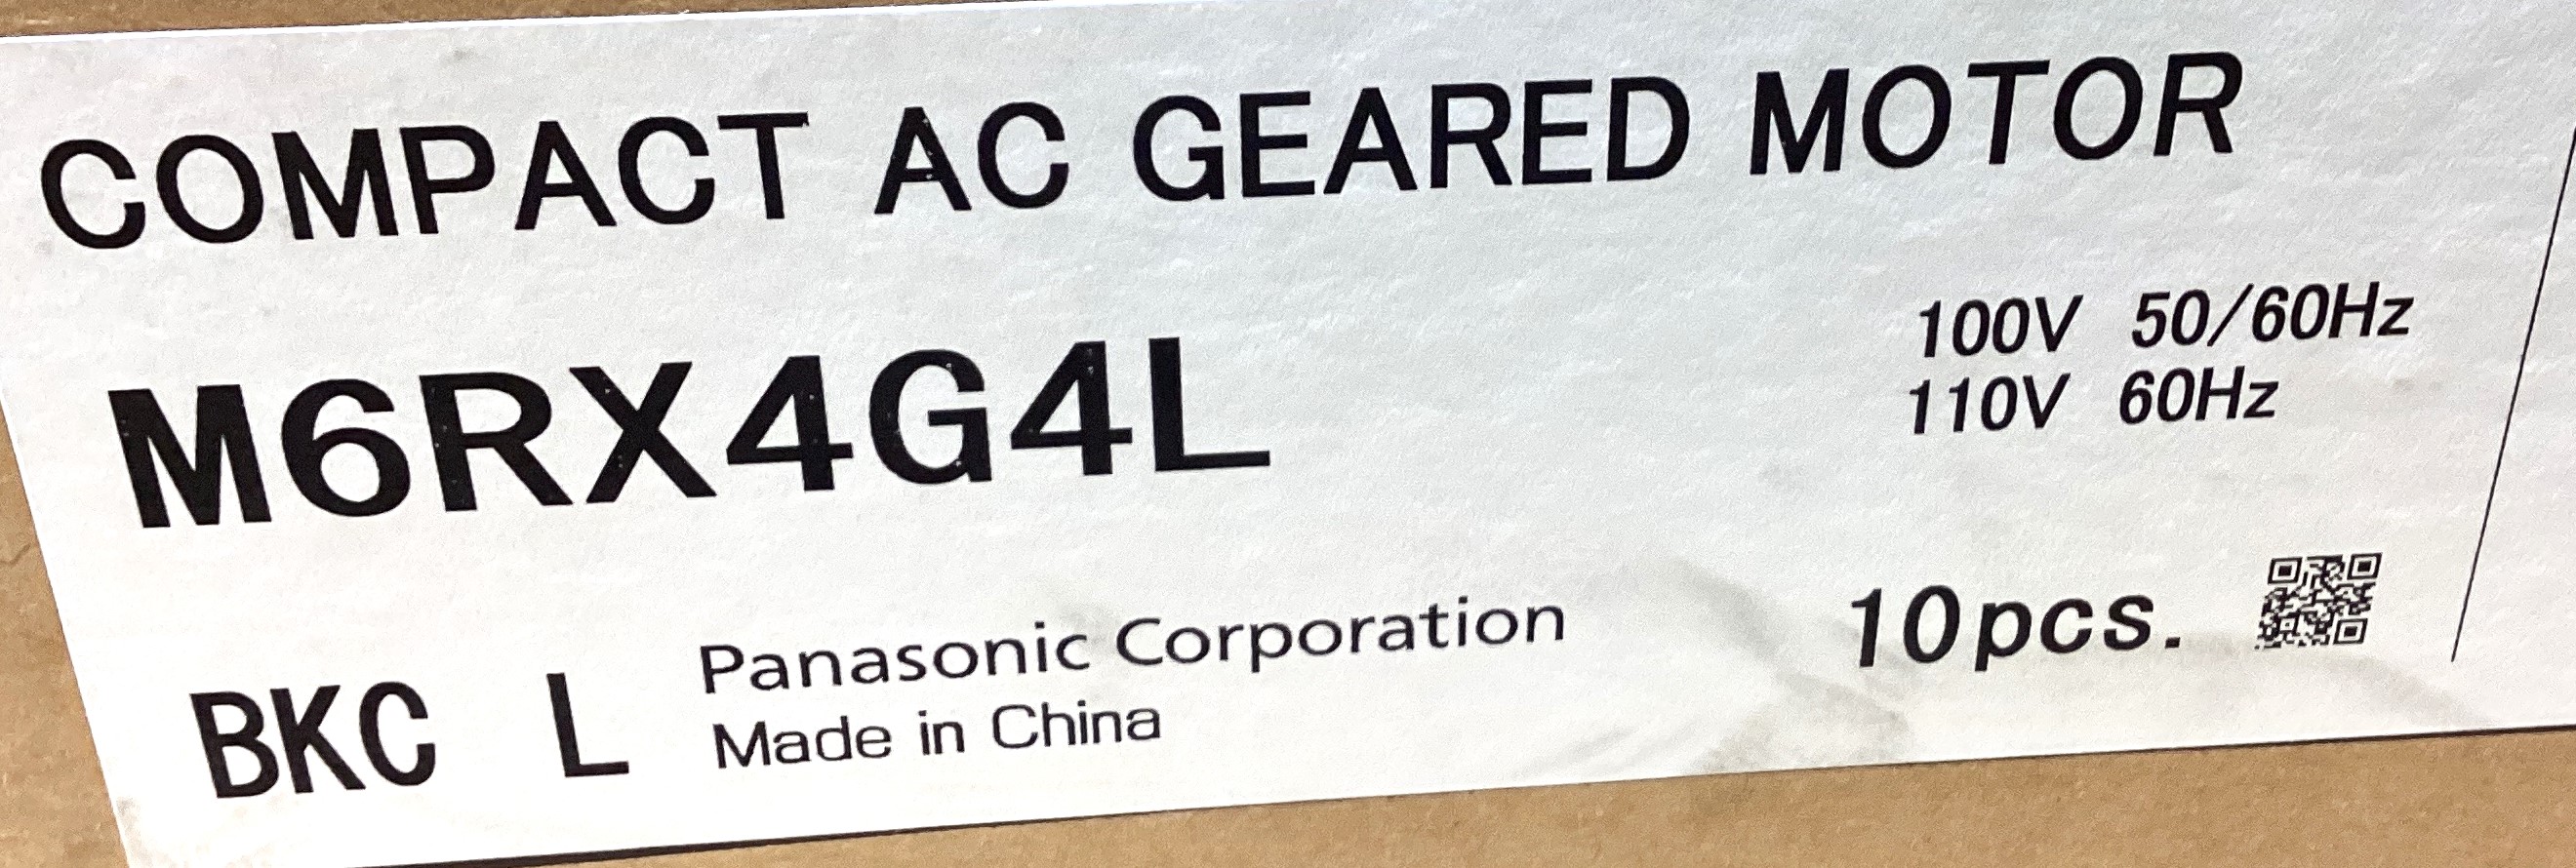 COMPACT AC GEARED MOTOR
M6RX4G4L
100V 50/60Hz
110V 60Hz
BKC L
Panasonic Corporation
Made in China
10pcs.